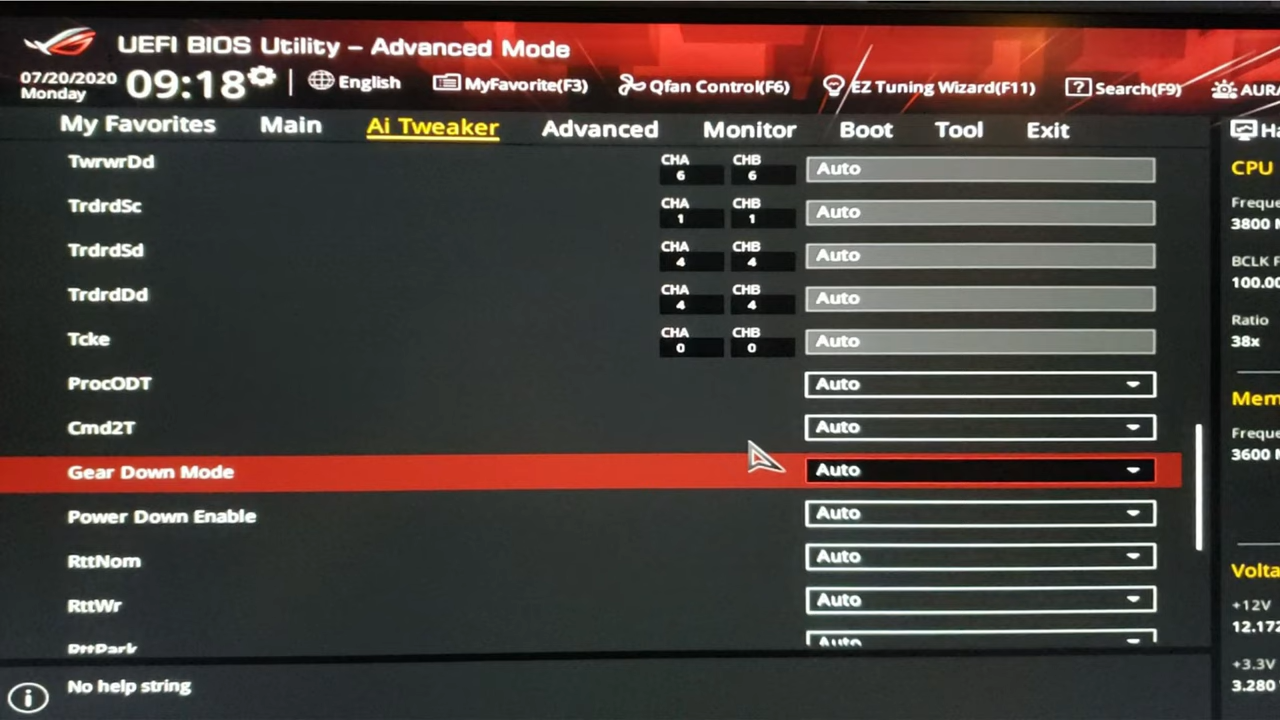 UEFI BIOS Utility – Advanced Mode
07/20/2020
Monday
09:18
English
MyFavorite(F3)
Qfan Control(F6)
EZ Tuning Wizard(F11)
? Search(F9)
AURA
My Favorites Main Ai Tweaker Advanced Monitor Boot Tool Exit
CPU
TwrwrDd CHA 6 CHB 6 Auto
TrdrdSc CHA 1 CHB 1 Auto
3800
TrdrdSd CHA 4 CHB 4 Auto
BCLK
100.00
TrdrdDd CHA 4 CHB 4 Auto
Ratio
38x
Tcke CHA 0 CHB 0 Auto
ProcODT Auto
Cmd2T Auto
3600
Gear Down Mode Auto
Power Down Enable Auto
RttNom Auto
RttWr Auto
+12V
12.172
RttPark Auto
+3.3V
3.280
i No help string